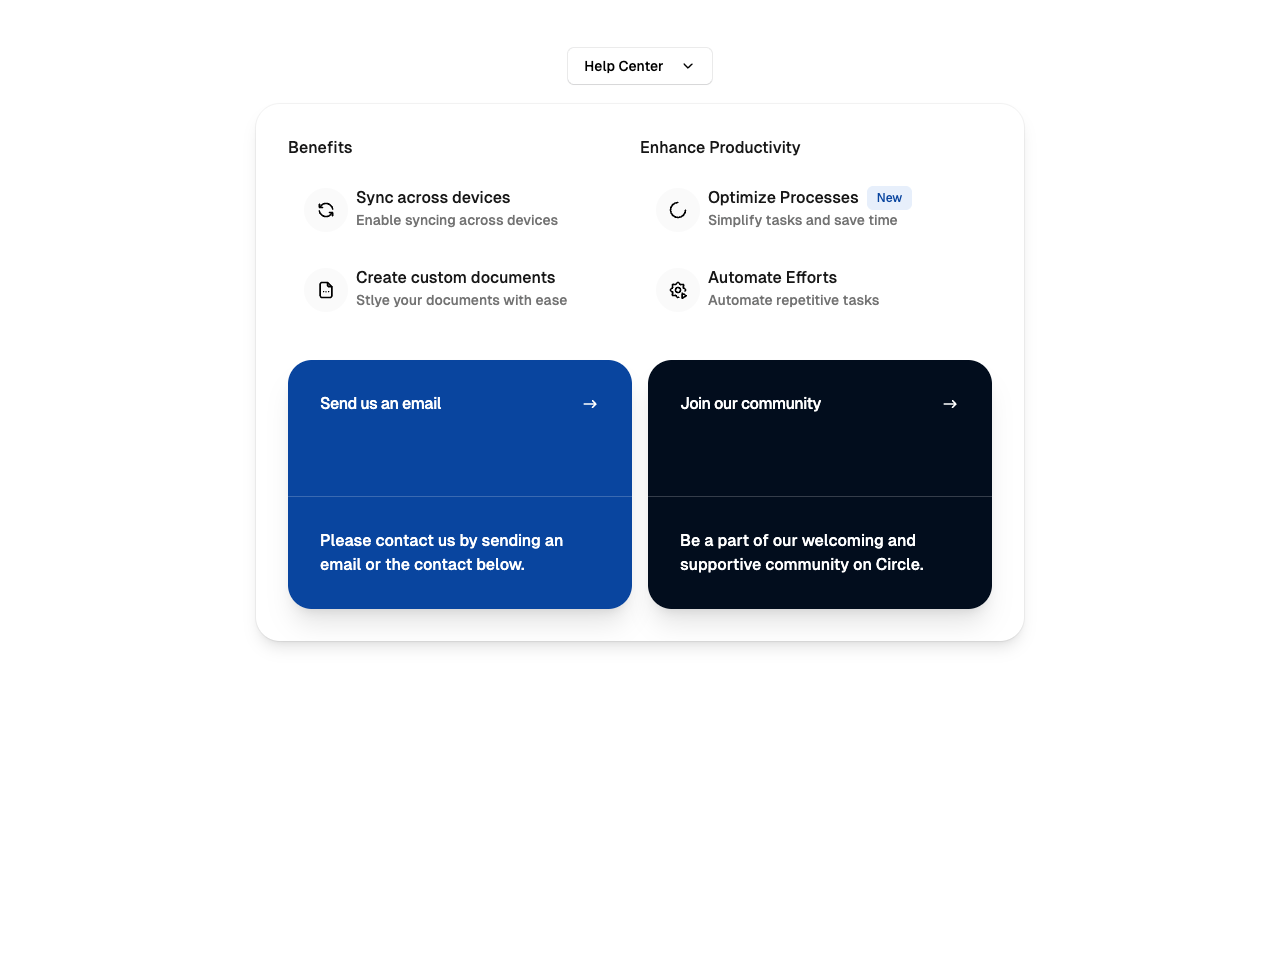 Help Center
Benefits
Sync across devices
Enable syncing across devices
Create custom documents
Stlye your documents with ease
Enhance Productivity
Optimize Processes New
Simplify tasks and save time
Automate Efforts
Automate repetitive tasks
Send us an email
Please contact us by sending an
email or the contact below.
Join our community
Be a part of our welcoming and
supportive community on Circle.